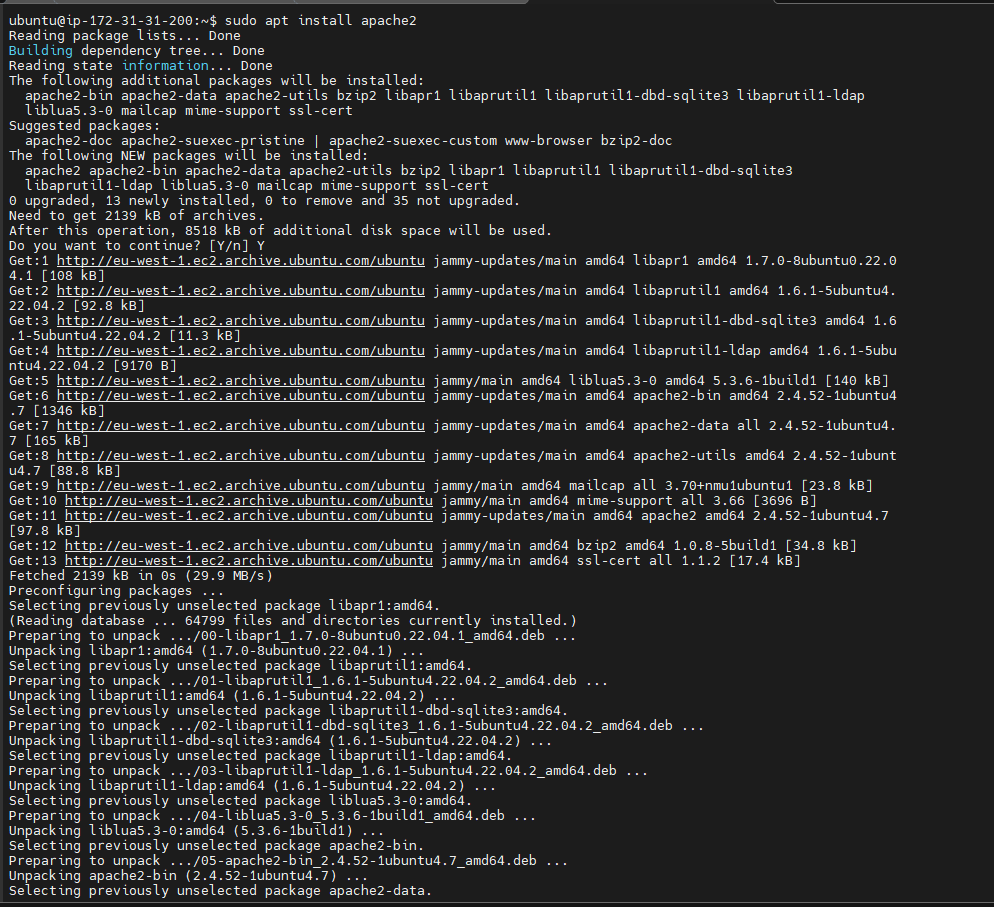 ubuntu@ip-172-31-31-200:~$ sudo apt install apache2
Reading package lists... Done
Building dependency tree... Done
Reading state information... Done
The following additional packages will be installed:
  apache2-bin apache2-data apache2-utils bzip2 libapr1 libaprutil1 libaprutil1-dbd-sqlite3 libaprutil1-ldap
  liblua5.3-0 mailcap mime-support ssl-cert
Suggested packages:
  apache2-doc apache2-suexec-pristine | apache2-suexec-custom www-browser bzip2-doc
The following NEW packages will be installed:
  apache2 apache2-bin apache2-data apache2-utils bzip2 libapr1 libaprutil1 libaprutil1-dbd-sqlite3
  libaprutil1-ldap liblua5.3-0 mailcap mime-support ssl-cert
0 upgraded, 13 newly installed, 0 to remove and 35 not upgraded.
Need to get 2139 kB of archives.
After this operation, 8518 kB of additional disk space will be used.
Do you want to continue? [Y/n] Y
Get:1 http://eu-west-1.ec2.archive.ubuntu.com/ubuntu jammy-updates/main amd64 libapr1 amd64 1.7.0-8ubuntu0.22.0
4.1 [108 kB]
Get:2 http://eu-west-1.ec2.archive.ubuntu.com/ubuntu jammy-updates/main amd64 libaprutil1 amd64 1.6.1-5ubuntu4.
22.04.2 [92.8 kB]
Get:3 http://eu-west-1.ec2.archive.ubuntu.com/ubuntu jammy-updates/main amd64 libaprutil1-dbd-sqlite3 amd64 1.6
.1-5ubuntu4.22.04.2 [11.3 kB]
Get:4 http://eu-west-1.ec2.archive.ubuntu.com/ubuntu jammy-updates/main amd64 libaprutil1-ldap amd64 1.6.1-5ubu
ntu4.22.04.2 [9170 B]
Get:5 http://eu-west-1.ec2.archive.ubuntu.com/ubuntu jammy/main amd64 liblua5.3-0 amd64 5.3.6-1build1 [140 kB]
Get:6 http://eu-west-1.ec2.archive.ubuntu.com/ubuntu jammy-updates/main amd64 apache2-bin amd64 2.4.52-1ubuntu4
.7 [1346 kB]
Get:7 http://eu-west-1.ec2.archive.ubuntu.com/ubuntu jammy-updates/main amd64 apache2-data all 2.4.52-1ubuntu4.
7 [165 kB]
Get:8 http://eu-west-1.ec2.archive.ubuntu.com/ubuntu jammy-updates/main amd64 apache2-utils amd64 2.4.52-1ubunt
u4.7 [88.8 kB]
Get:9 http://eu-west-1.ec2.archive.ubuntu.com/ubuntu jammy/main amd64 mailcap all 3.70+nmu1ubuntu1 [23.8 kB]
Get:10 http://eu-west-1.ec2.archive.ubuntu.com/ubuntu jammy/main amd64 mime-support all 3.66 [3696 B]
Get:11 http://eu-west-1.ec2.archive.ubuntu.com/ubuntu jammy-updates/main amd64 apache2 amd64 2.4.52-1ubuntu4.7
[97.8 kB]
Get:12 http://eu-west-1.ec2.archive.ubuntu.com/ubuntu jammy/main amd64 bzip2 amd64 1.0.8-5build1 [34.8 kB]
Get:13 http://eu-west-1.ec2.archive.ubuntu.com/ubuntu jammy/main amd64 ssl-cert all 1.1.2 [17.4 kB]
Fetched 2139 kB in 0s (29.9 MB/s)
Preconfiguring packages ...
Selecting previously unselected package libapr1:amd64.
(Reading database ... 64799 files and directories currently installed.)
Preparing to unpack .../00-libapr1_1.7.0-8ubuntu0.22.04.1_amd64.deb ...
Unpacking libapr1:amd64 (1.7.0-8ubuntu0.22.04.1) ...
Selecting previously unselected package libaprutil1:amd64.
Preparing to unpack .../01-libaprutil1_1.6.1-5ubuntu4.22.04.2_amd64.deb ...
Unpacking libaprutil1:amd64 (1.6.1-5ubuntu4.22.04.2) ...
Selecting previously unselected package libaprutil1-dbd-sqlite3:amd64.
Preparing to unpack .../02-libaprutil1-dbd-sqlite3_1.6.1-5ubuntu4.22.04.2_amd64.deb ...
Unpacking libaprutil1-dbd-sqlite3:amd64 (1.6.1-5ubuntu4.22.04.2) ...
Selecting previously unselected package libaprutil1-ldap:amd64.
Preparing to unpack .../03-libaprutil1-ldap_1.6.1-5ubuntu4.22.04.2_amd64.deb ...
Unpacking libaprutil1-ldap:amd64 (1.6.1-5ubuntu4.22.04.2) ...
Selecting previously unselected package liblua5.3-0:amd64.
Preparing to unpack .../04-liblua5.3-0_5.3.6-1build1_amd64.deb ...
Unpacking liblua5.3-0:amd64 (5.3.6-1build1) ...
Selecting previously unselected package apache2-bin.
Preparing to unpack .../05-apache2-bin_2.4.52-1ubuntu4.7_amd64.deb ...
Unpacking apache2-bin (2.4.52-1ubuntu4.7) ...
Selecting previously unselected package apache2-data.